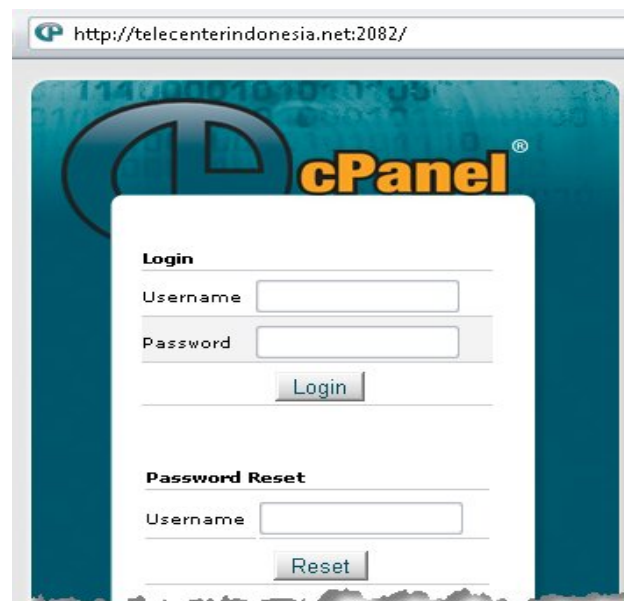 http://telecenterindonesia.net:2082/
cPanel®
Login
Username
Password
Login
Password Reset
Username
Reset